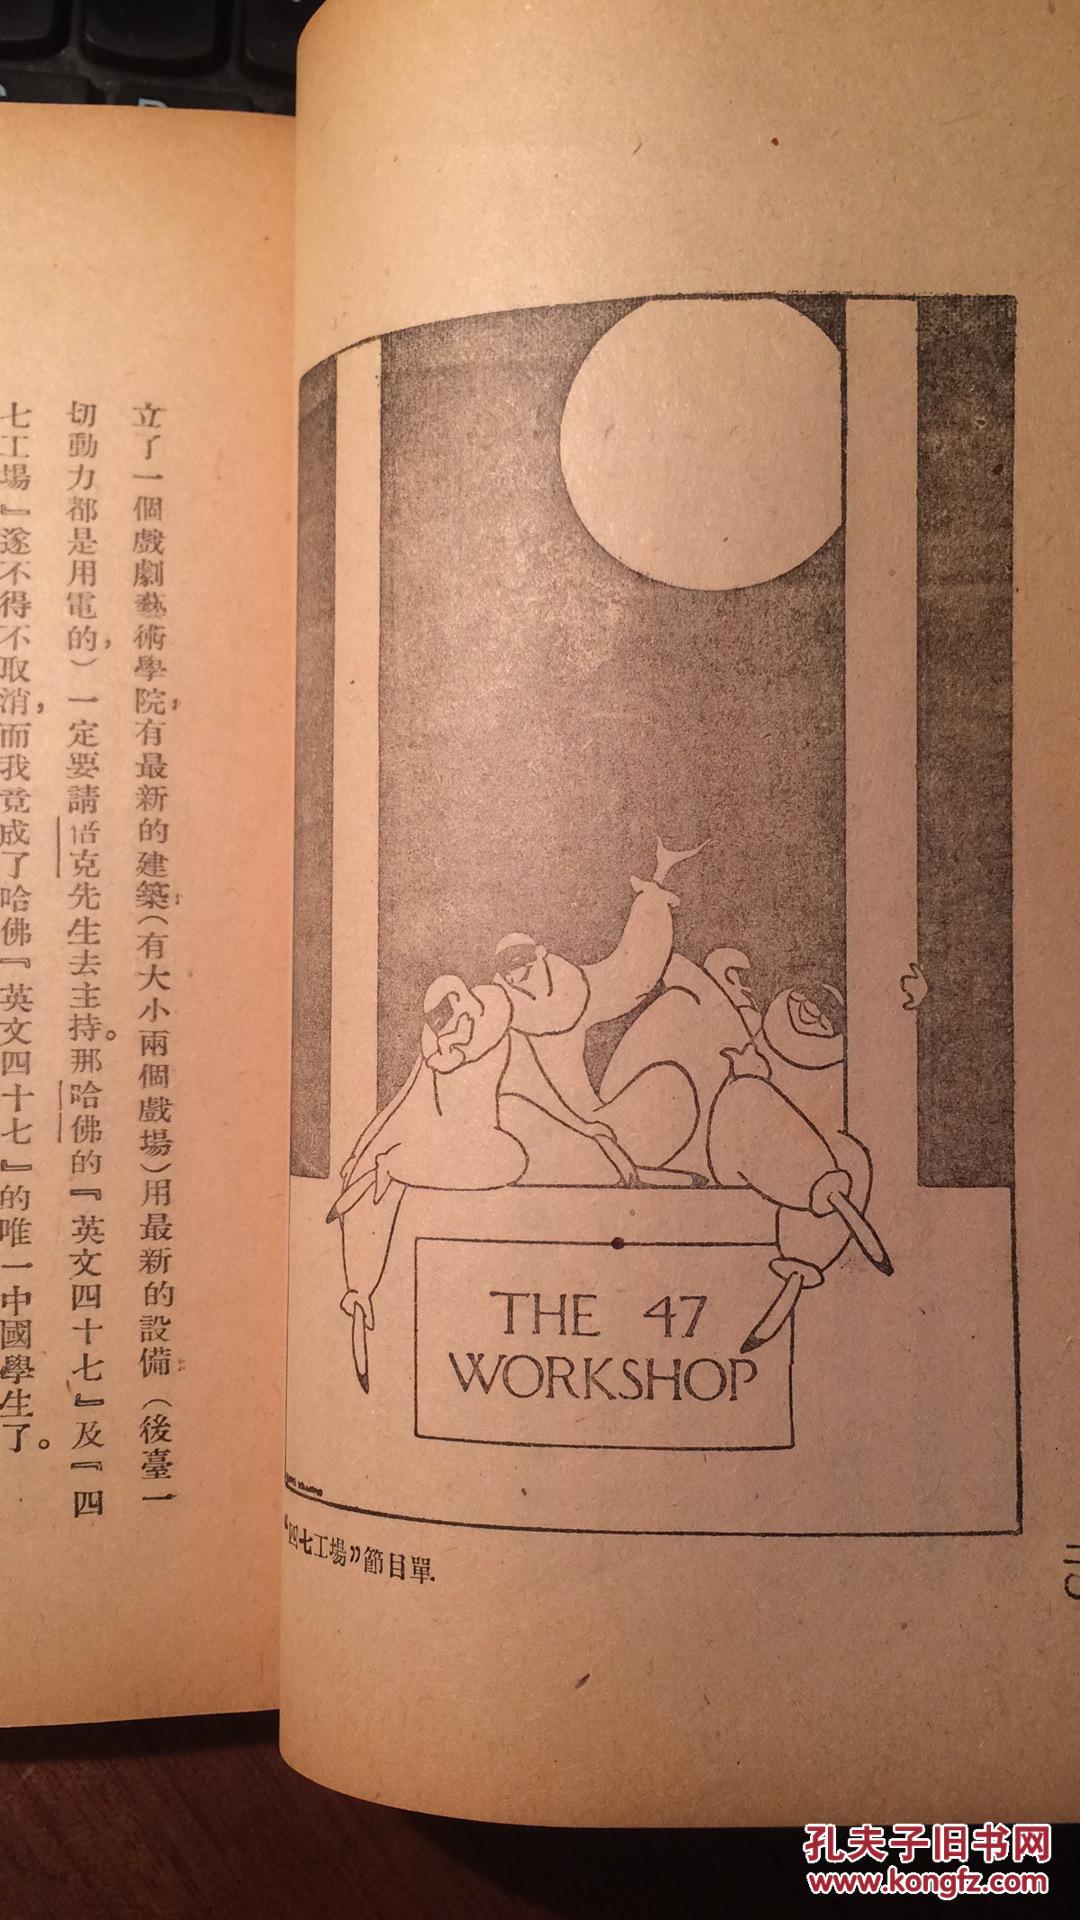 立了一個戲劇藝術學院，有最新的建築（有大小兩個戲場）用最新的設備（後臺一
切動力都是用電的，）一定要請倍克先生去主持。那哈佛的『英文四十七』及『四
七工場』遂不得不取消，而我竟成了哈佛『英文四十七』的唯一中國學生了。
THE 47
WORKSHOP
“四七工場”節目單.
孔夫子旧书网
www.kongfz.com